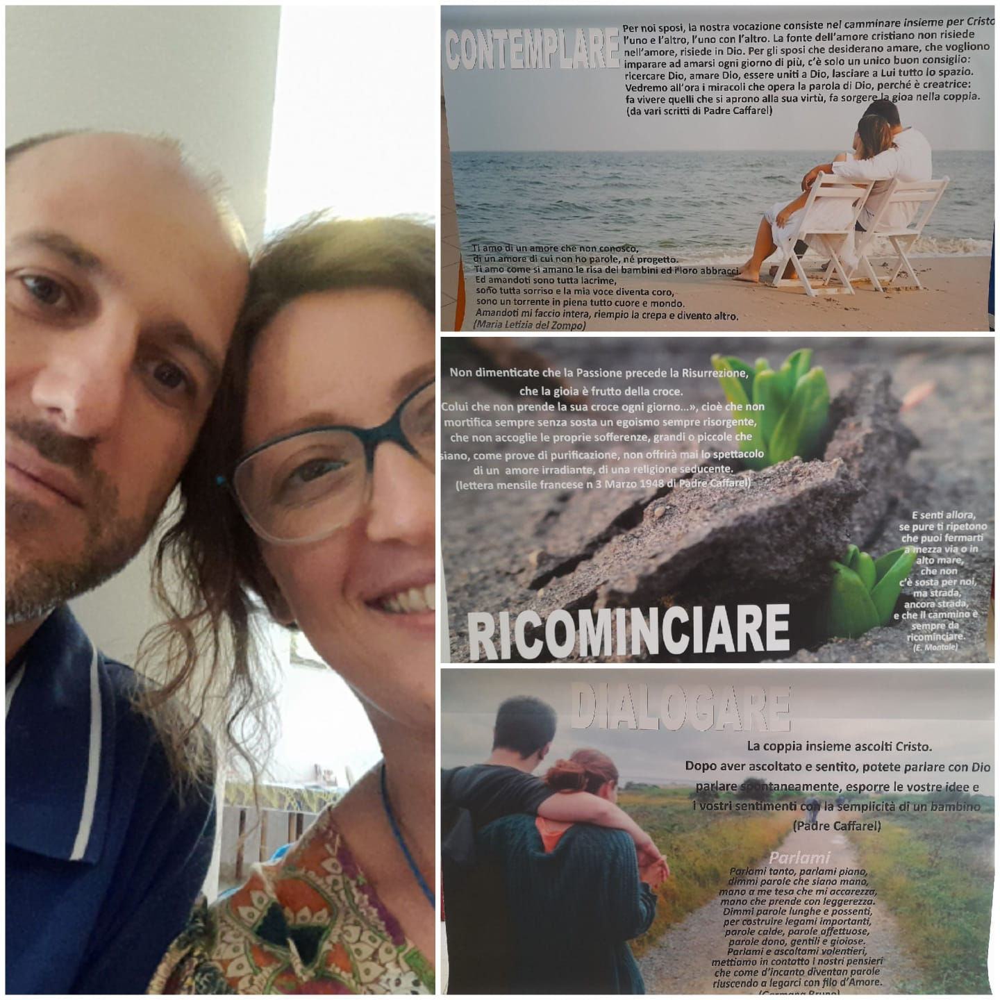 CONTEMPLARE
Per noi sposi, la nostra vocazione consiste nel camminare insieme per Cristo
l'uno e l'altro, l'uno con l'altro. La fonte dell'amore cristiano non risiede
nell'amore, risiede in Dio. Per gli sposi che desiderano amare, che vogliono
imparare ad amarsi ogni giorno di più, c'è solo un unico buon consiglio:
ricercare Dio, amare Dio, essere uniti a Dio, lasciare a Lui tutto lo spazio.
Vedremo all'ora i miracoli che opera la parola di Dio, perché è creatrice:
fa vivere quelli che si aprono alla sua virtù, fa sorgere la gioa nella coppia.
(da vari scritti di Padre Caffarel)
Ti amo di un amore che non conosco,
di un amore di cui non ho parole, né progetto.
Ti amo come si amano le risa dei bambini ed i loro abbracci.
Ed amandoti sono tutta lacrime,
sono tutta sorriso e la mia voce diventa coro,
sono un torrente in piena tutto cuore e mondo.
Amandoti mi faccio intera, riempio la crepa e divento altro.
(Maria Letizia del Zompo)
Non dimenticate che la Passione precede la Risurrezione,
che la gioia è frutto della croce.
Colui che non prende la sua croce ogni giorno...», cioè che non
mortifica sempre senza sosta un egoismo sempre risorgente,
che non accoglie le proprie sofferenze, grandi o piccole che
siano, come prove di purificazione, non offrirà mai lo spettacolo
di un amore irradiante, di una religione seducente.
(lettera mensile francese n 3 Marzo 1948 di Padre Caffarel)
E senti allora,
se pure ti ripetono
che puoi fermarti
a mezza via o in
alto mare,
che non
c'è sosta per noi,
ma strada,
ancora strada,
e che il cammino è
sempre da
ricominciare.
(E. Montale)
RICOMINCIARE
DIALOGARE
La coppia insieme ascolti Cristo.
Dopo aver ascoltato e sentito, potete parlare con Dio
parlare spontaneamente, esporre le vostre idee e
i vostri sentimenti con la semplicità di un bambino
(Padre Caffarel)
Parlami
Parlami tanto, parlami piano,
dimmi parole che siano mano,
mano a me tesa che mi accarezza,
mano che prende con leggerezza.
Dimmi parole lunghe e possenti,
per costruire legami importanti,
parole calde, parole affettuose,
parole dono, gentili e gioiose.
Parlami e ascoltami volentieri,
mettiamo in contatto i nostri pensieri
che come d'incanto diventan parole
riuscendo a legarci con filo d'Amore.
(Germana Bruno)